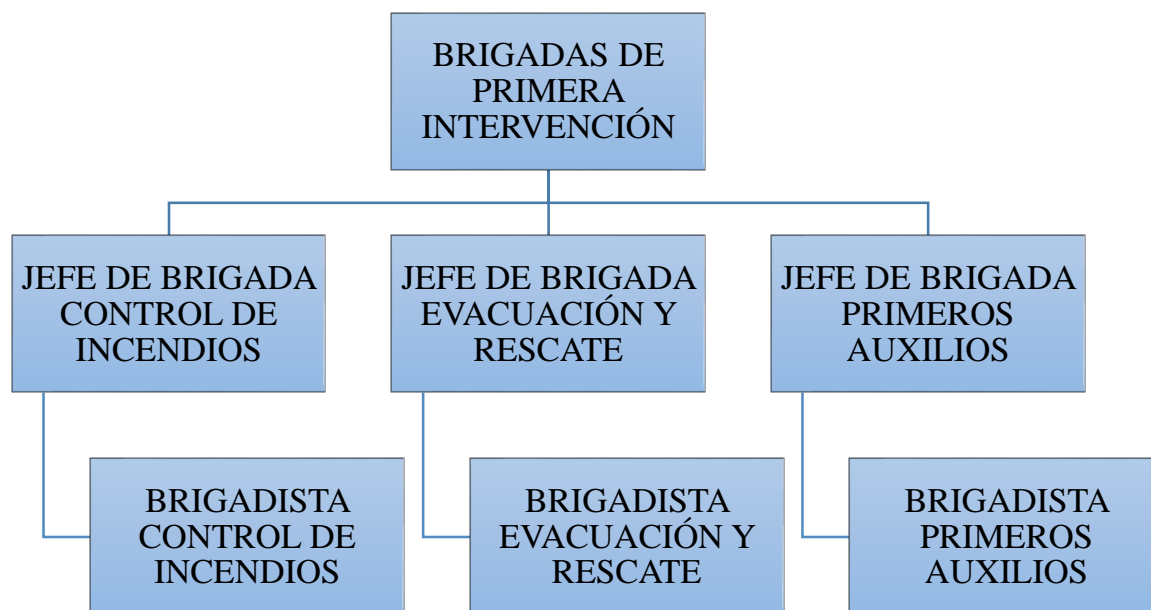 BRIGADAS DE
PRIMERA
INTERVENCIÓN
JEFE DE BRIGADA
CONTROL DE
INCENDIOS
JEFE DE BRIGADA
EVACUACIÓN Y
RESCATE
JEFE DE BRIGADA
PRIMEROS
AUXILIOS
BRIGADISTA
CONTROL DE
INCENDIOS
BRIGADISTA
EVACUACIÓN Y
RESCATE
BRIGADISTA
PRIMEROS
AUXILIOS